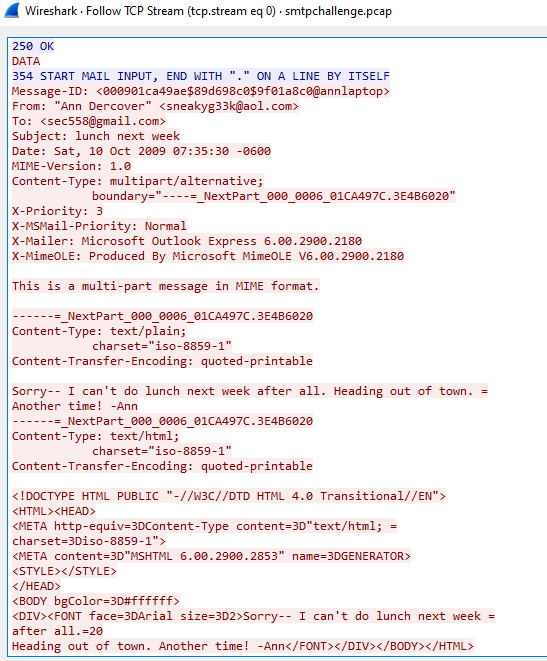 Wireshark · Follow TCP Stream (tcp.stream eq 0) · smtpchallenge.pcap
250 OK
DATA
354 START MAIL INPUT, END WITH "." ON A LINE BY ITSELF
Message-ID: <000901ca49ae$89d698c0$9f01a8c0@annlaptop>
From: "Ann Dercover" <sneakyg33k@aol.com>
To: <sec558@gmail.com>
Subject: lunch next week
Date: Sat, 10 Oct 2009 07:35:30 -0600
MIME-Version: 1.0
Content-Type: multipart/alternative;
boundary="----=_NextPart_000_0006_01CA497C.3E4B6020"
X-Priority: 3
X-MSMail-Priority: Normal
X-Mailer: Microsoft Outlook Express 6.00.2900.2180
X-MimeOLE: Produced By Microsoft MimeOLE V6.00.2900.2180
This is a multi-part message in MIME format.
------=_NextPart_000_0006_01CA497C.3E4B6020
Content-Type: text/plain;
charset="iso-8859-1"
Content-Transfer-Encoding: quoted-printable
Sorry-- I can't do lunch next week after all. Heading out of town. =
Another time! -Ann
------=_NextPart_000_0006_01CA497C.3E4B6020
Content-Type: text/html;
charset="iso-8859-1"
Content-Transfer-Encoding: quoted-printable
<!DOCTYPE HTML PUBLIC "-//W3C//DTD HTML 4.0 Transitional//EN">
<HTML><HEAD>
<META http-equiv=3DContent-Type content=3D"text/html; =
charset=3Diso-8859-1">
<META content=3D"MSHTML 6.00.2900.2853" name=3DGENERATOR>
<STYLE></STYLE>
</HEAD>
<BODY bgColor=3D#ffffff>
<DIV><FONT face=3DArial size=3D2>Sorry-- I can't do lunch next week =
after all.=20
Heading out of town. Another time! -Ann</FONT></DIV></BODY></HTML>